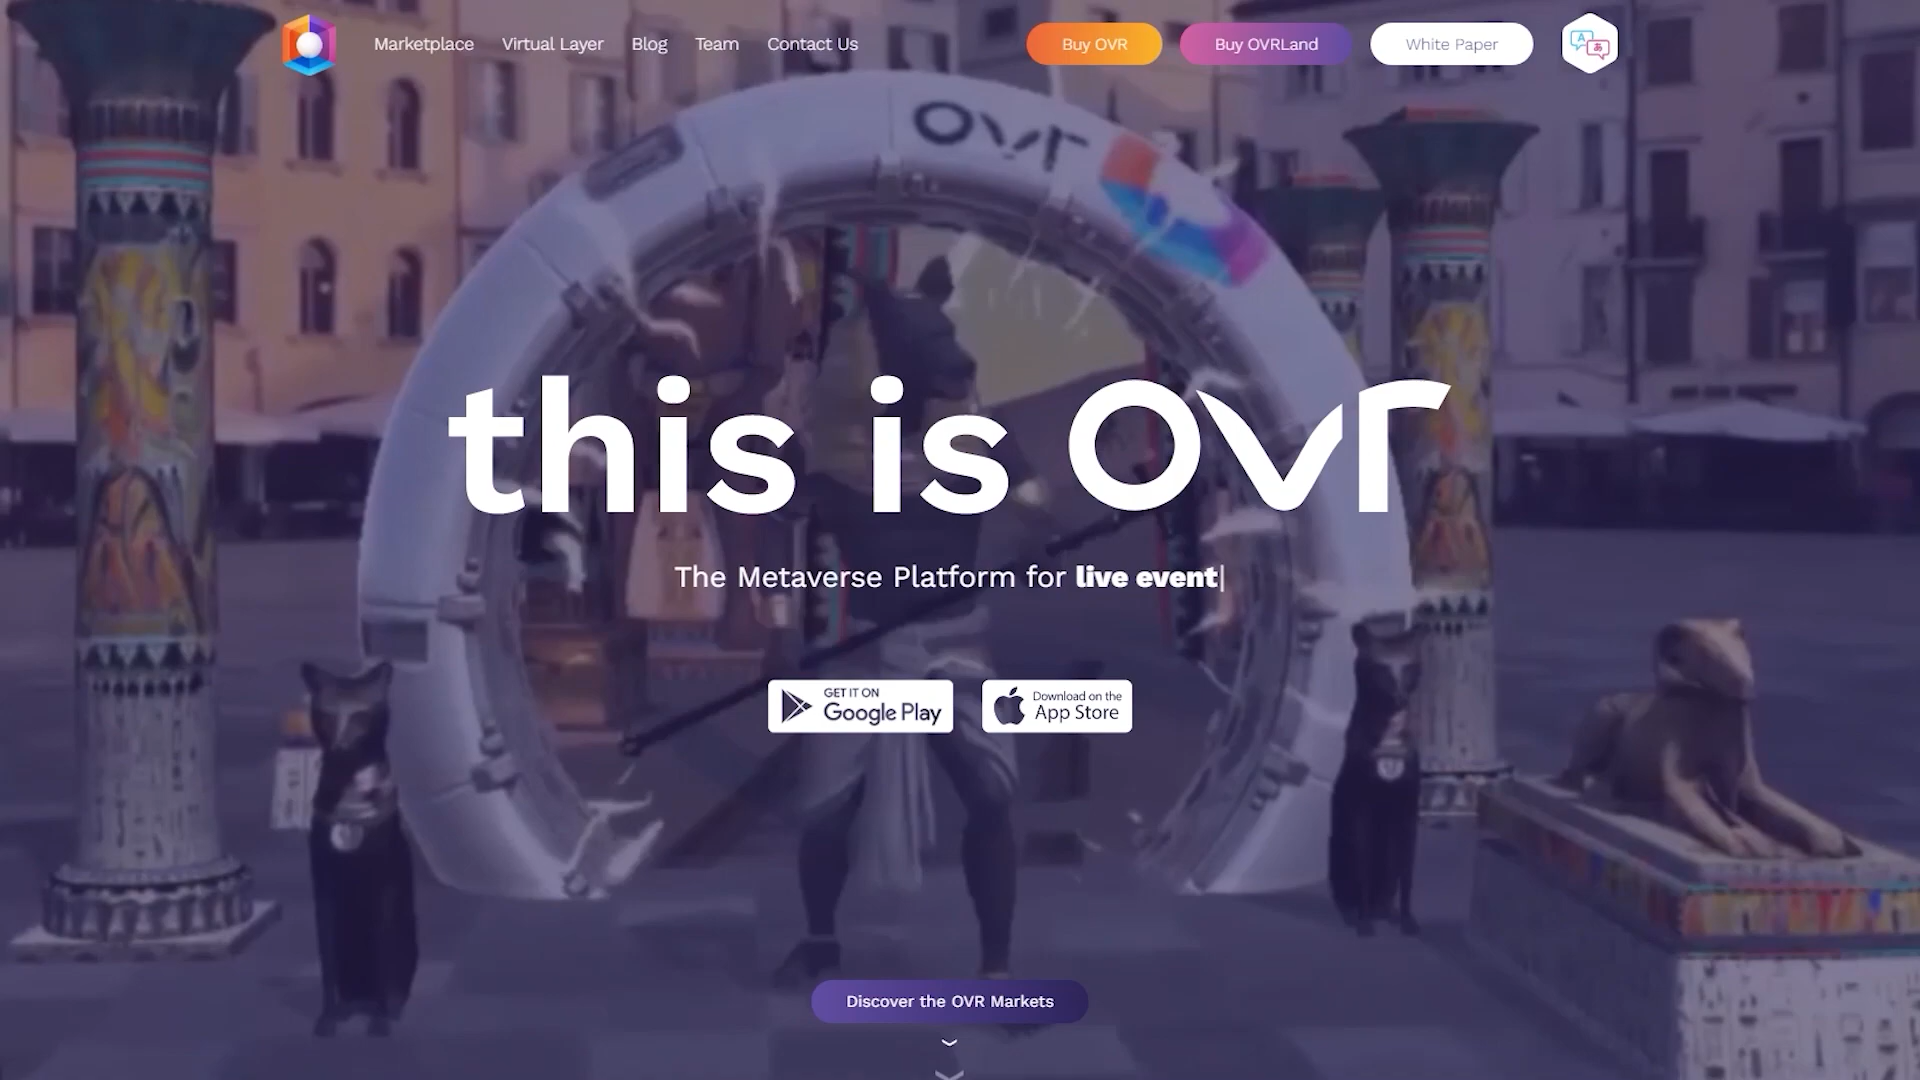 Marketplace Virtual Layer Blog Team Contact Us Buy OVR Buy OVRLand White Paper A あ
ovr
this is ovr
The Metaverse Platform for live event
GET IT ON
Google Play
Download on the
App Store
Discover the OVR Markets